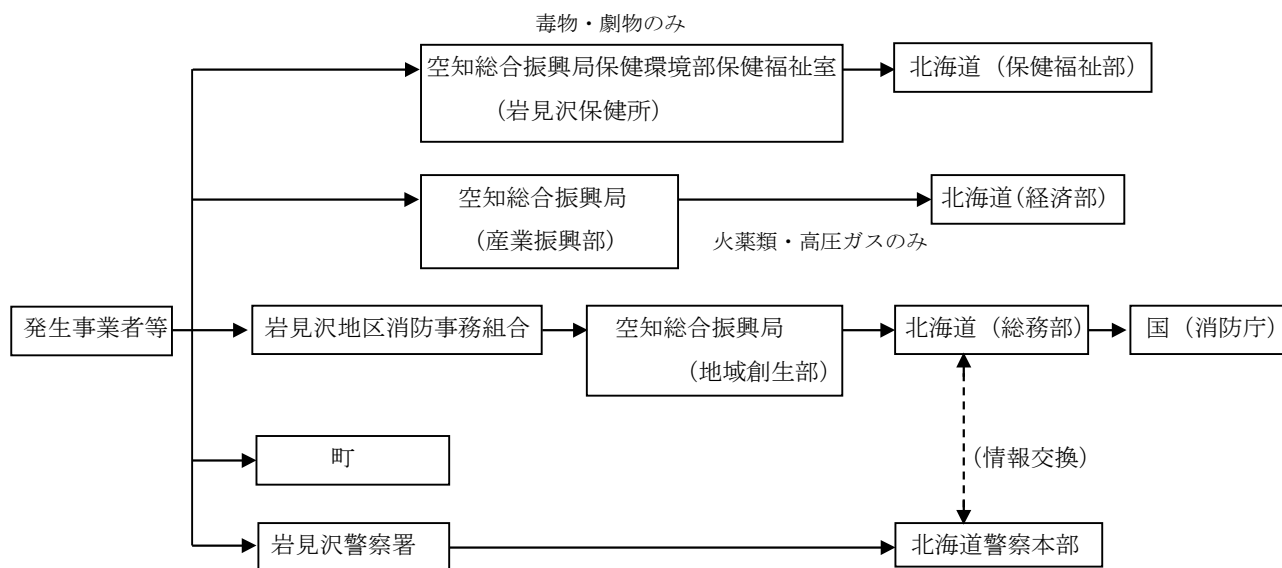 毒物・劇物のみ
空知総合振興局保健環境部保健福祉室
（岩見沢保健所）
北海道（保健福祉部）
空知総合振興局
（産業振興部）
北海道（経済部）
火薬類・高圧ガスのみ
発生事業者等
岩見沢地区消防事務組合
空知総合振興局
（地域創生部）
北海道（総務部）
国（消防庁）
町
（情報交換）
岩見沢警察署
北海道警察本部